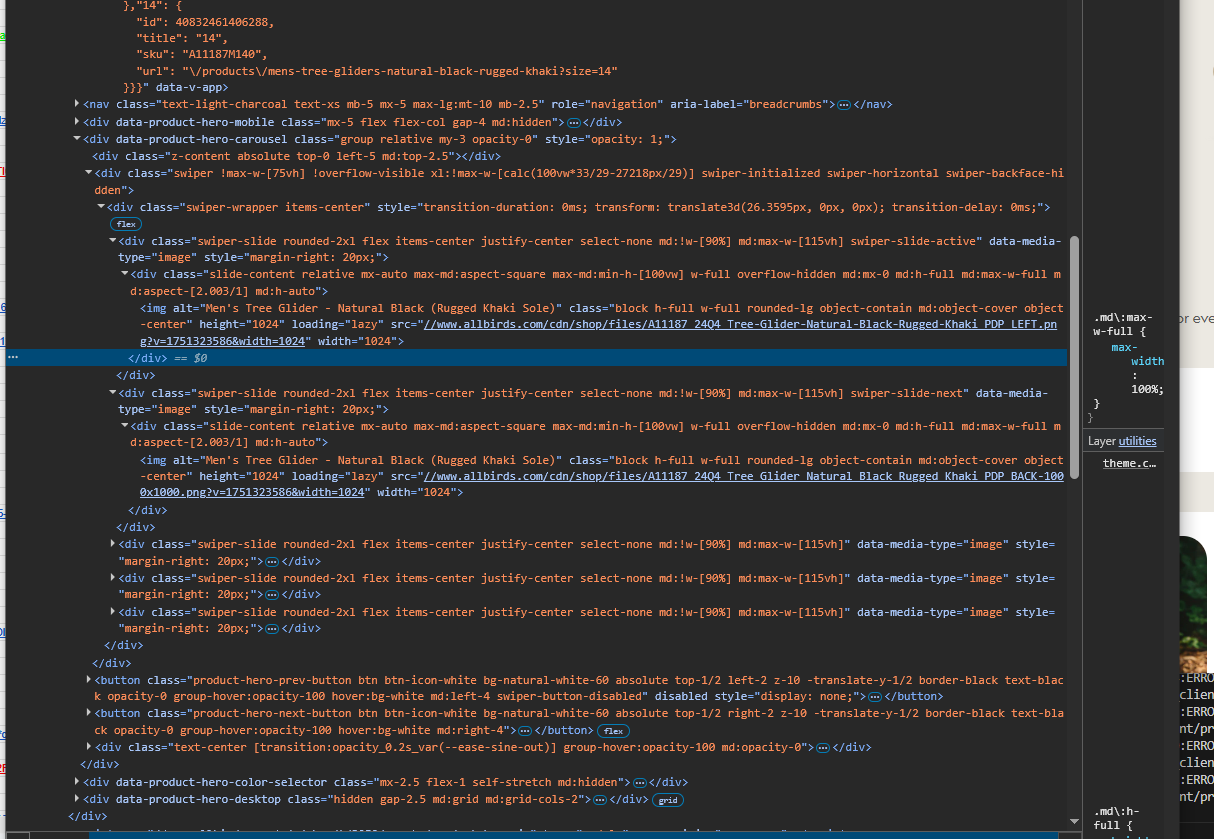 },"14": {
"id": 40832461406288,
"title": "14",
"sku": "A11187M140",
"url": "\/products\/mens-tree-gliders-natural-black-rugged-khaki?size=14"
}}}" data-v-app>
<nav class="text-light-charcoal text-xs mb-5 mx-5 max-lg:mt-10 mb-2.5" role="navigation" aria-label="breadcrumbs">…</nav>
<div data-product-hero-mobile class="mx-5 flex flex-col gap-4 md:hidden">…</div>
<div data-product-hero-carousel class="group relative my-3 opacity-0" style="opacity: 1;">
<div class="z-content absolute top-0 left-5 md:top-2.5"></div>
<div class="swiper !max-w-[75vh] !overflow-visible xl:!max-w-[calc(100vw*33/29-27218px/29)] swiper-initialized swiper-horizontal swiper-backface-hi
dden">
<div class="swiper-wrapper items-center" style="transition-duration: 0ms; transform: translate3d(26.3595px, 0px, 0px); transition-delay: 0ms;">
flex
<div class="swiper-slide rounded-2xl flex items-center justify-center select-none md:!w-[90%] md:max-w-[115vh] swiper-slide-active" data-media-
type="image" style="margin-right: 20px;">
<div class="slide-content relative mx-auto max-md:aspect-square max-md:min-h-[100vw] w-full overflow-hidden md:mx-0 md:h-full md:max-w-full m
d:aspect-[2.003/1] md:h-auto">
<img alt="Men's Tree Glider - Natural Black (Rugged Khaki Sole)" class="block h-full w-full rounded-lg object-contain md:object-cover object
-center" height="1024" loading="lazy" src="//www.allbirds.com/cdn/shop/files/A11187_24Q4_Tree-Glider-Natural-Black-Rugged-Khaki_PDP_LEFT.pn
g?v=1751323586&width=1024" width="1024">
… </div> == $0
</div>
<div class="swiper-slide rounded-2xl flex items-center justify-center select-none md:!w-[90%] md:max-w-[115vh] swiper-slide-next" data-media-
type="image" style="margin-right: 20px;">
<div class="slide-content relative mx-auto max-md:aspect-square max-md:min-h-[100vw] w-full overflow-hidden md:mx-0 md:h-full md:max-w-full m
d:aspect-[2.003/1] md:h-auto">
<img alt="Men's Tree Glider - Natural Black (Rugged Khaki Sole)" class="block h-full w-full rounded-lg object-contain md:object-cover object
-center" height="1024" loading="lazy" src="//www.allbirds.com/cdn/shop/files/A11187_24Q4_Tree_Glider_Natural_Black_Rugged_Khaki_PDP_BACK-100
0x1000.png?v=1751323586&width=1024" width="1024">
</div>
</div>
<div class="swiper-slide rounded-2xl flex items-center justify-center select-none md:!w-[90%] md:max-w-[115vh]" data-media-type="image" style=
"margin-right: 20px;">…</div>
<div class="swiper-slide rounded-2xl flex items-center justify-center select-none md:!w-[90%] md:max-w-[115vh]" data-media-type="image" style=
"margin-right: 20px;">…</div>
<div class="swiper-slide rounded-2xl flex items-center justify-center select-none md:!w-[90%] md:max-w-[115vh]" data-media-type="image" style=
"margin-right: 20px;">…</div>
</div>
</div>
<button class="product-hero-prev-button btn btn-icon-white bg-natural-white-60 absolute top-1/2 left-2 z-10 -translate-y-1/2 border-black text-blac
k opacity-0 group-hover:opacity-100 hover:bg-white md:left-4 swiper-button-disabled" disabled style="display: none;">…</button>
<button class="product-hero-next-button btn btn-icon-white bg-natural-white-60 absolute top-1/2 right-2 z-10 -translate-y-1/2 border-black text-bla
ck opacity-0 group-hover:opacity-100 hover:bg-white md:right-4">…</button> flex
<div class="text-center [transition:opacity_0.2s_var(--ease-sine-out)] group-hover:opacity-100 md:opacity-0">…</div>
</div>
<div data-product-hero-color-selector class="mx-2.5 flex-1 self-stretch md:hidden">…</div>
<div data-product-hero-desktop class="hidden gap-2.5 md:grid md:grid-cols-2">…</div> grid
</div>
.md\:max-
w-full {
max-
width
:
100%;
}
}
Layer utilities
theme.c…
.md\:h-
full {
or eve
:ERRO
clien
:ERRO
nt/pr
:ERRO
clien
:ERRO
nt/pr